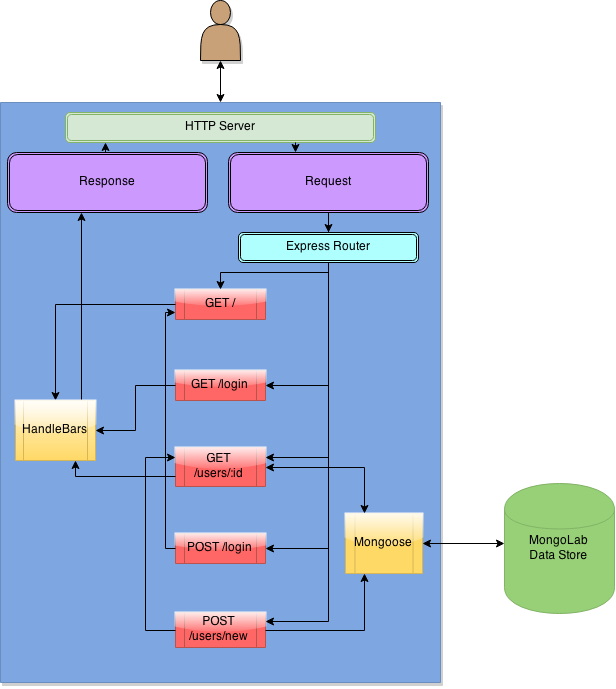 HTTP Server
Response
Request
Express Router
GET /
GET /login
HandleBars
GET
/users/:id
POST /login
Mongoose
MongoLab
Data Store
POST
/users/new